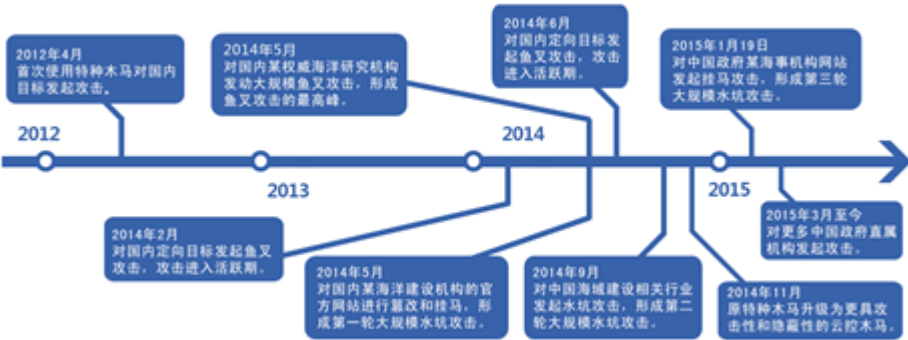 2012年4月
首次使用特种木马对国内
目标发起攻击。
2014年5月
对国内某权威海洋研究机构
发动大规模鱼叉攻击，形成
鱼叉攻击的最高峰。
2014年6月
对国内定向目标发
起鱼叉攻击，攻击
进入活跃期。
2015年1月19日
对中国政府某海事机构网站
发起挂马攻击，形成第三轮
大规模水坑攻击。
2012
2014
2013
2015
2014年2月
对国内定向目标发起鱼叉
攻击，攻击进入活跃期。
2014年5月
对国内某海洋建设机构的官
方网站进行篡改和挂马，形
成第一轮大规模水坑攻击。
2014年9月
对中国海域建设相关行业
发起水坑攻击，形成第二
轮大规模水坑攻击。
2015年3月至今
对更多中国政府直属
机构发起攻击。
2014年11月
原特种木马升级为更具攻
击性和隐蔽性的云控木马。